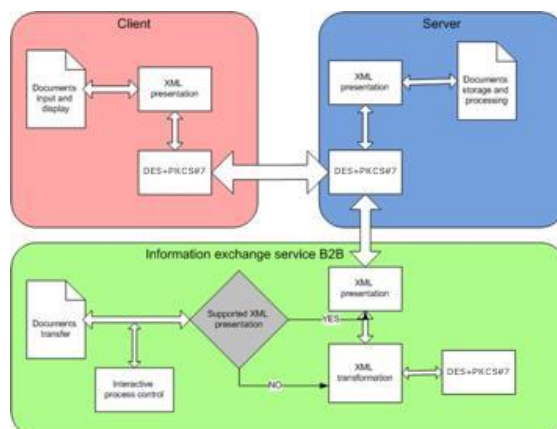 Client
Server
Documents
input and
display
XML
presentation
DES+PKCS#7
XML
presentation
Documents
storage and
processing
DES+PKCS#7
Information exchange service B2B
Documents
transfer
Supported XML
presentation
YES
XML
presentation
Interactive
process control
NO
XML
transformation
DES+PKCS#7